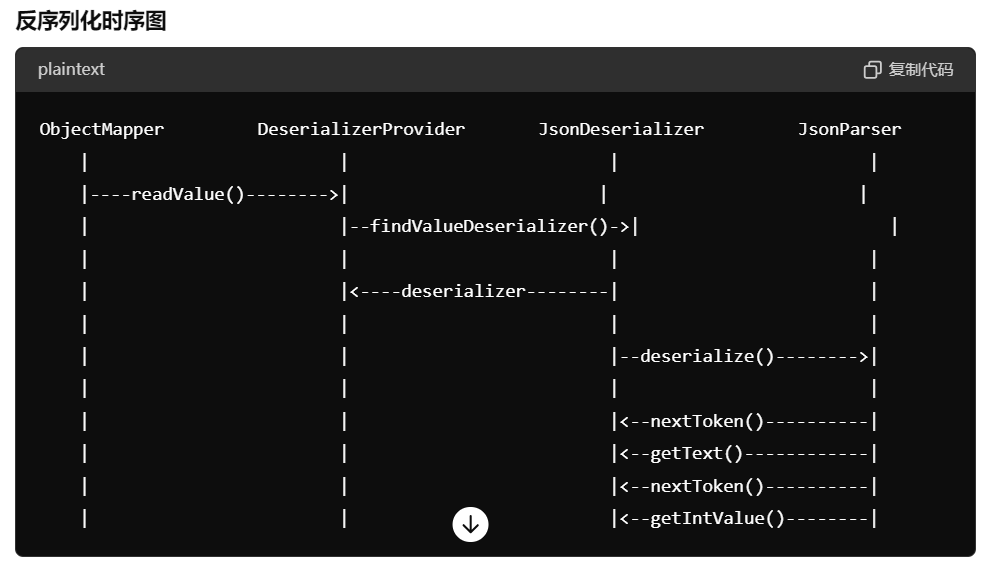 反序列化时序图
plaintext 复制代码
ObjectMapper         DeserializerProvider       JsonDeserializer         JsonParser
    |                        |                         |                        |
    |----readValue()-------->|                        |                        |
    |                        |--findValueDeserializer()->|                        |
    |                        |                         |                        |
    |                        |<----deserializer--------|                        |
    |                        |                         |                        |
    |                        |                         |--deserialize()-------->|
    |                        |                         |                        |
    |                        |                         |<--nextToken()----------|
    |                        |                         |<--getText()------------|
    |                        |                         |<--nextToken()----------|
    |                        |                         |<--getIntValue()--------|